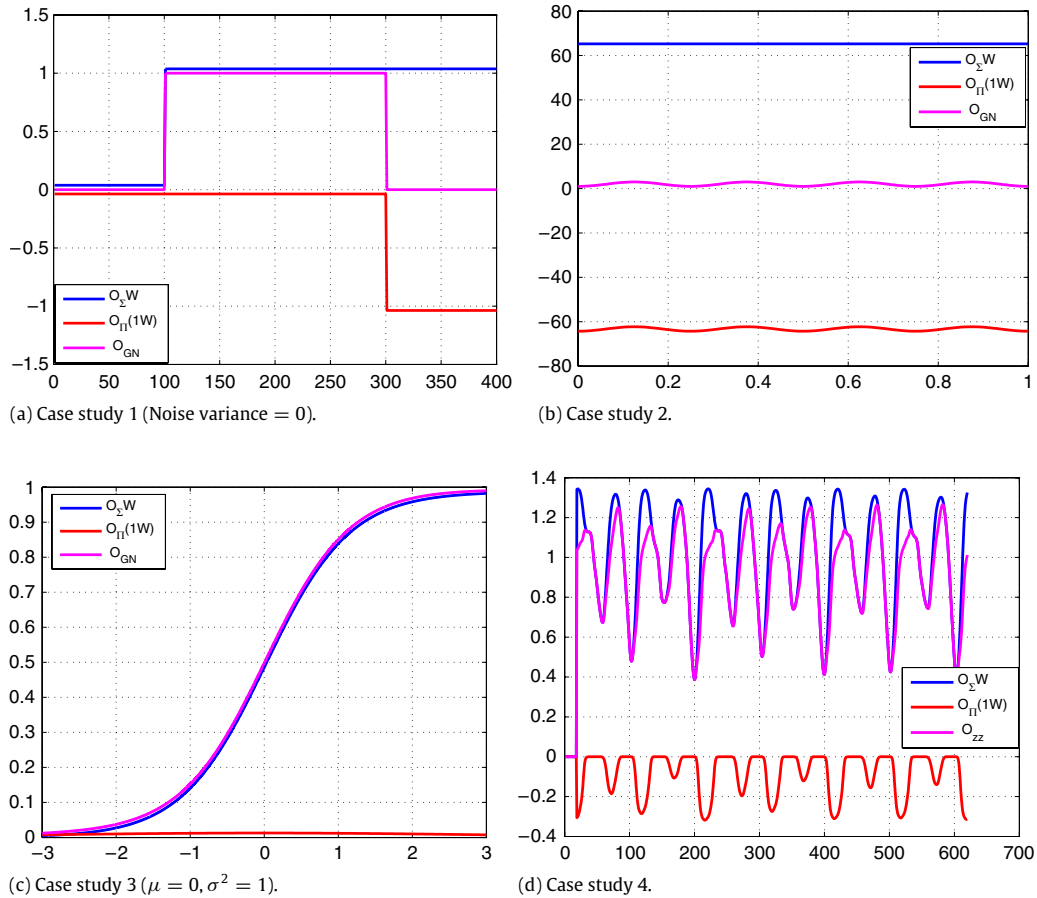 1.5
1
0.5
0
−0.5
−1
−1.5
0 50 100 150 200 250 300 350 400
O_ΣW
O_Π(1W)
O_GN
(a) Case study 1 (Noise variance = 0).
80
60
40
20
0
−20
−40
−60
−80
0 0.2 0.4 0.6 0.8 1
O_ΣW
O_Π(1W)
O_GN
(b) Case study 2.
1
0.9
0.8
0.7
0.6
0.5
0.4
0.3
0.2
0.1
0
−3 −2 −1 0 1 2 3
O_ΣW
O_Π(1W)
O_GN
(c) Case study 3 (μ = 0, σ² = 1).
1.4
1.2
1
0.8
0.6
0.4
0.2
0
−0.2
−0.4
0 100 200 300 400 500 600 700
O_ΣW
O_Π(1W)
O_zz
(d) Case study 4.